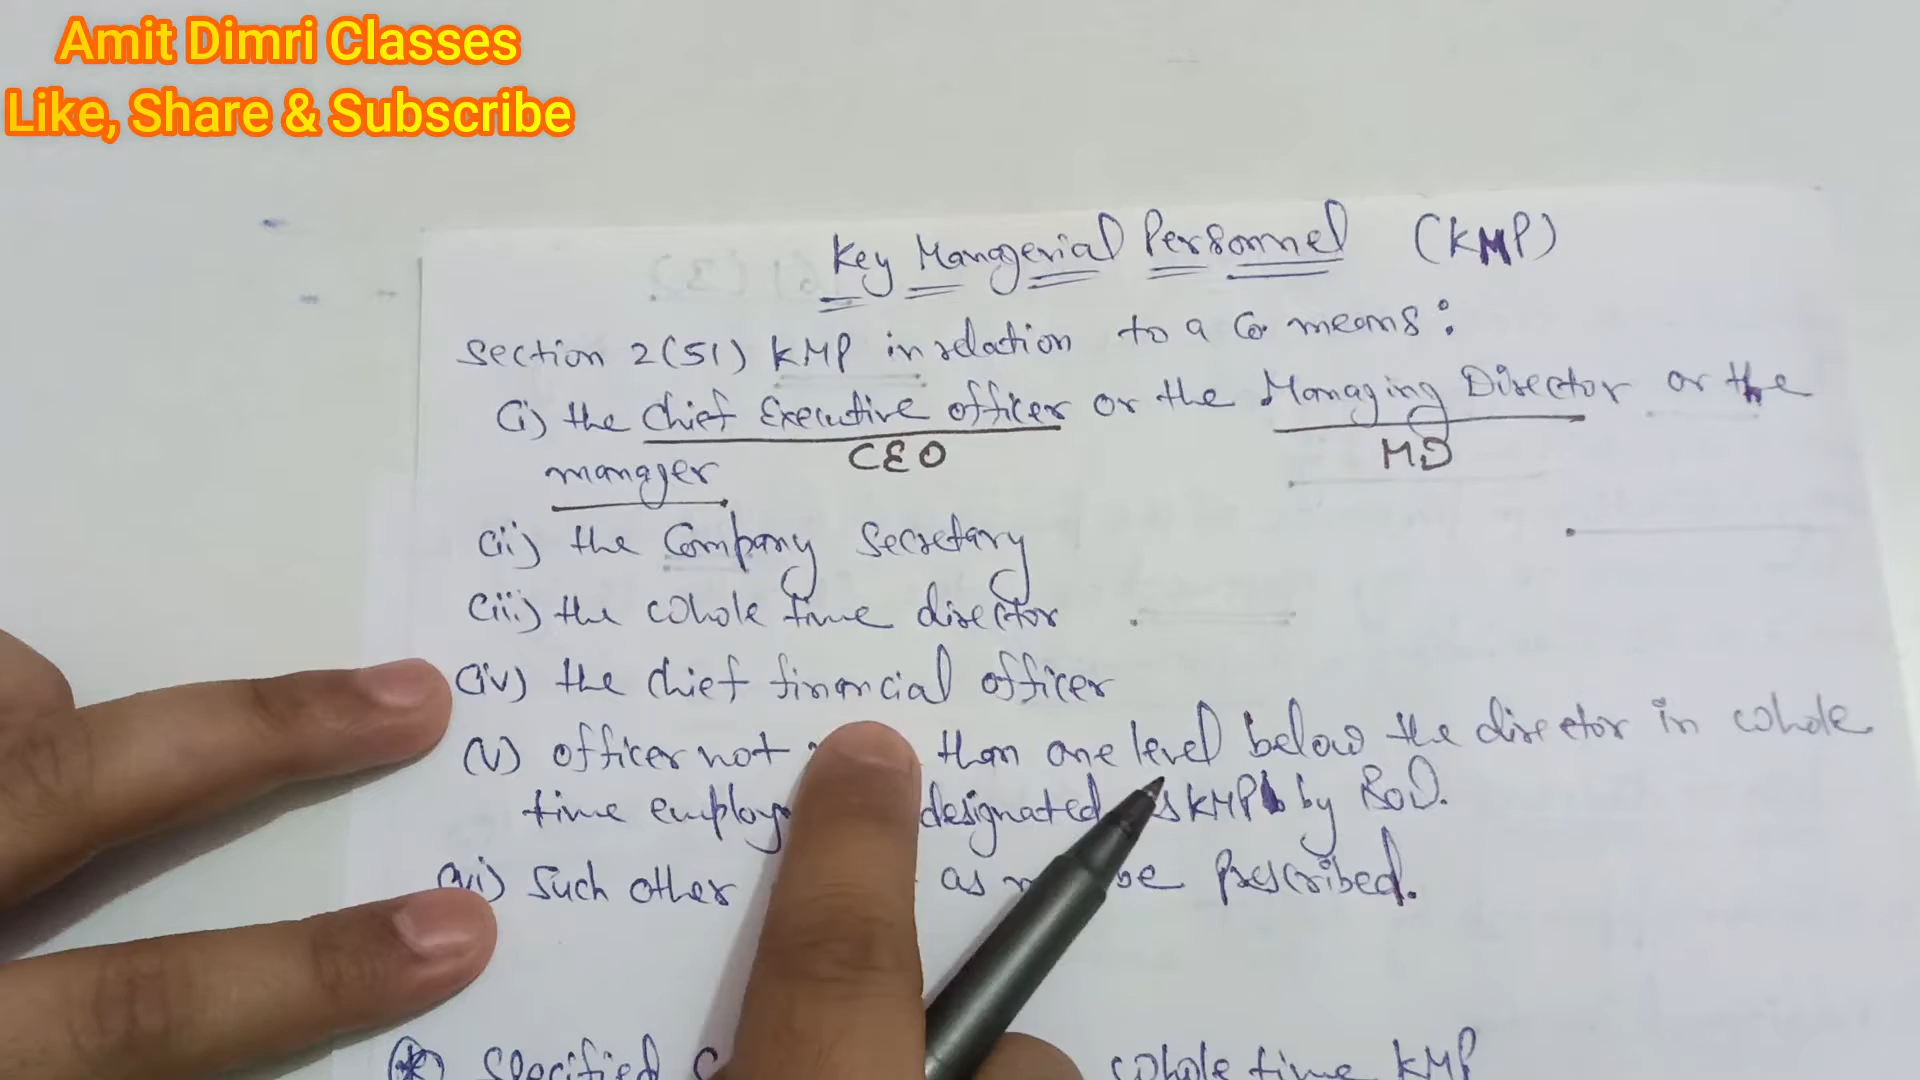 Amit Dimri Classes
Like, Share & Subscribe
Key Managerial Personnel (KMP)
Section 2(51) KMP in relation to a Co. means:
(i) the Chief Executive officer or the Managing Director or the
CEO MD
manager
(ii) the Company Secretary
(iii) the whole time director
(iv) the chief financial officer
(v) officer not than one level below the director in whole
time designated as KMP by BoD.
(vi) Such other as be prescribed.
Specified whole time KMP